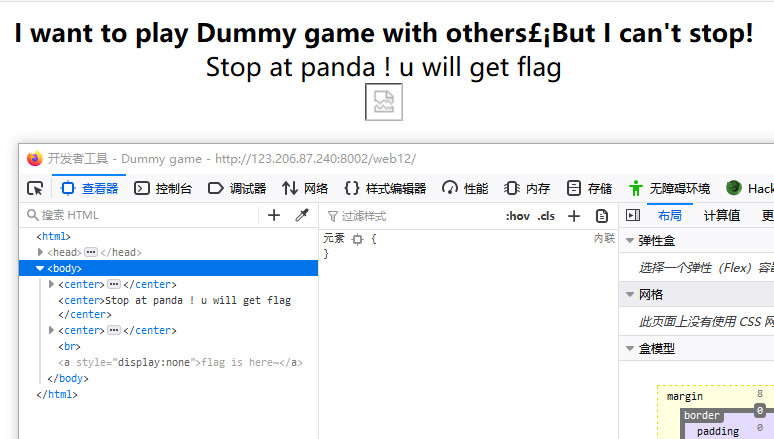 I want to play Dummy game with others£¡But I can't stop!
Stop at panda ! u will get flag
开发者工具 - Dummy game - http://123.206.87.240:8002/web12/
查看器 控制台 调试器 网络 {} 样式编辑器 性能 内存 存储 无障碍环境 Hack
搜索 HTML + 过滤样式 :hov .cls + 布局 计算值 更
<html>
<head>···</head>
<body>
<center>···</center>
<center>Stop at panda ! u will get flag
</center>
<center>···</center>
<br>
<a style="display:none">flag is here~</a>
</body>
</html>
元素 { 内联
}
弹性盒
选择一个弹性（Flex）容
网格
此页面上没有使用 CSS 网
盒模型
margin 8
border 0
padding 0